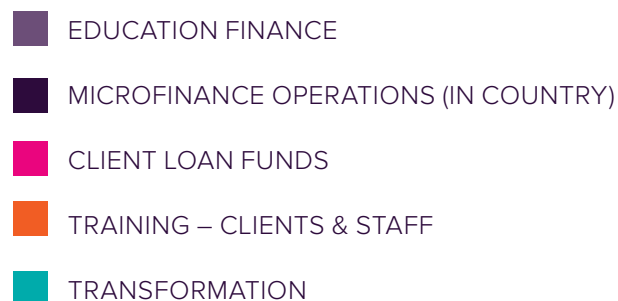 EDUCATION FINANCE
MICROFINANCE OPERATIONS (IN COUNTRY)
CLIENT LOAN FUNDS
TRAINING – CLIENTS & STAFF
TRANSFORMATION